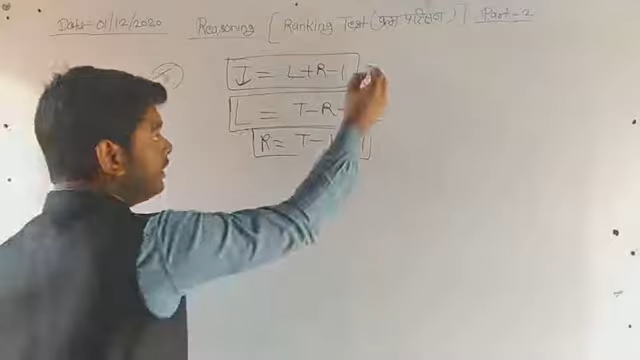 Date=01/12/2020 Reasoning [Ranking Test (क्रम परीक्षण)] Part-2
T = L+R-1
L = T-R
R = T-